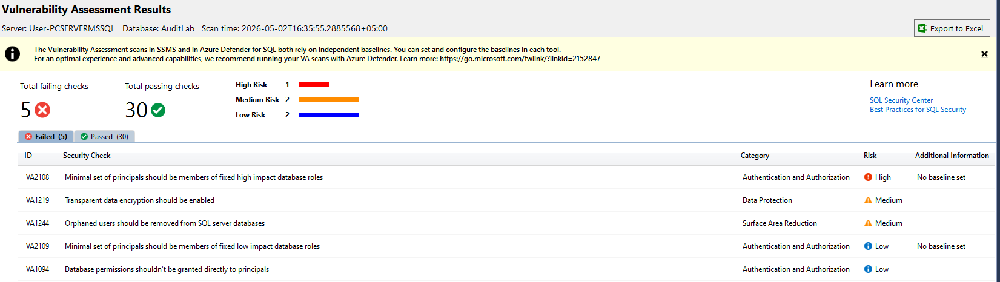 Vulnerability Assessment Results
Server: User-PCSERVERMSSQL Database: AuditLab Scan time: 2026-05-02T16:35:55.2885568+05:00
Export to Excel
The Vulnerability Assessment scans in SSMS and in Azure Defender for SQL both rely on independent baselines. You can set and configure the baselines in each tool.
For an optimal experience and advanced capabilities, we recommend running your VA scans with Azure Defender. Learn more: https://go.microsoft.com/fwlink/?linkid=2152847
Total failing checks
5
Total passing checks
30
High Risk 1
Medium Risk 2
Low Risk 2
Learn more
SQL Security Center
Best Practices for SQL Security
Failed (5) Passed (30)
ID Security Check Category Risk Additional Information
VA2108 Minimal set of principals should be members of fixed high impact database roles Authentication and Authorization High No baseline set
VA1219 Transparent data encryption should be enabled Data Protection Medium
VA1244 Orphaned users should be removed from SQL server databases Surface Area Reduction Medium
VA2109 Minimal set of principals should be members of fixed low impact database roles Authentication and Authorization Low No baseline set
VA1094 Database permissions shouldn't be granted directly to principals Authentication and Authorization Low